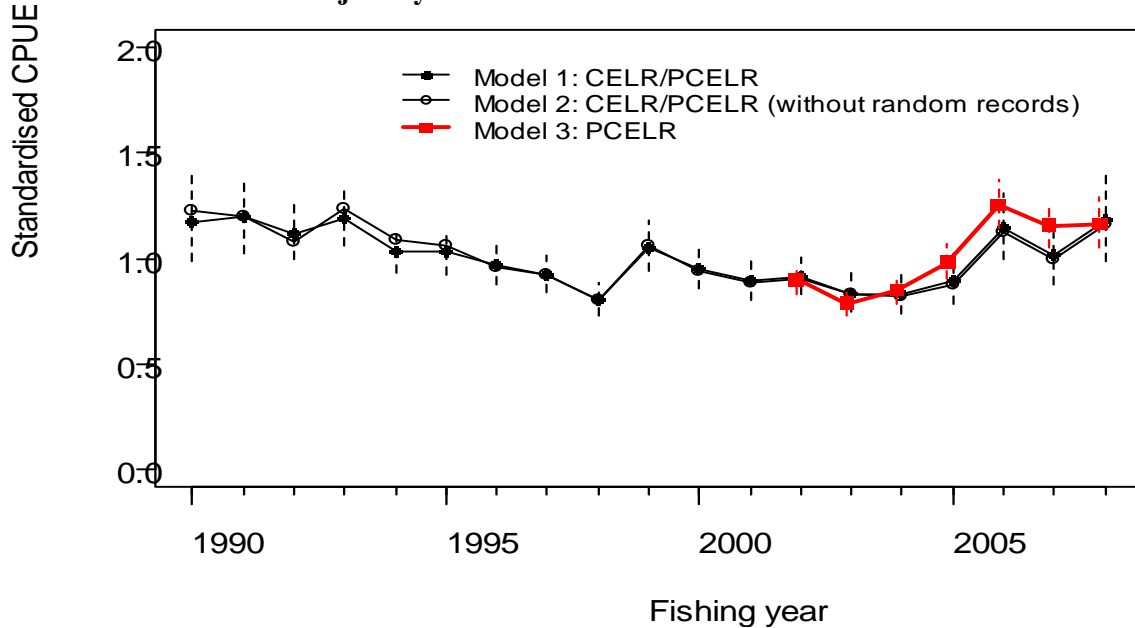 Standardised CPUE
2.0
Model 1: CELR/PCELR
Model 2: CELR/PCELR (without random records)
Model 3: PCELR
1.5
1.0
0.5
0.0
1990 1995 2000 2005
Fishing year